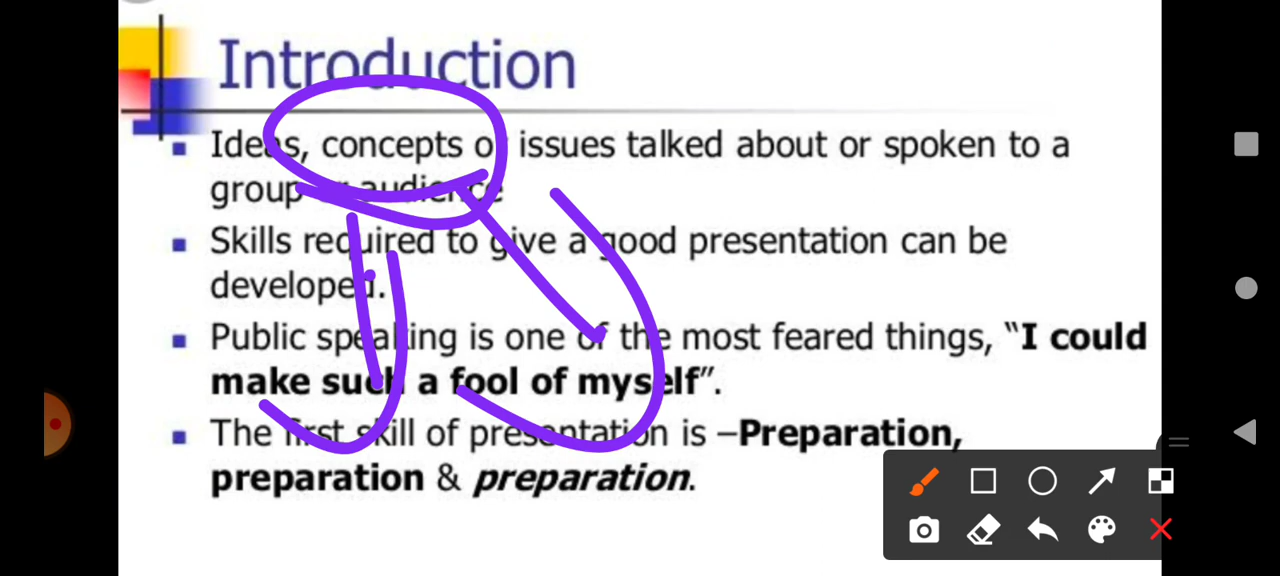 Introduction
Ideas, concepts or issues talked about or spoken to a
group or audience
Skills required to give a good presentation can be
developed.
Public speaking is one of the most feared things, “I could
make such a fool of myself”.
The first skill of presentation is –Preparation,
preparation & preparation.